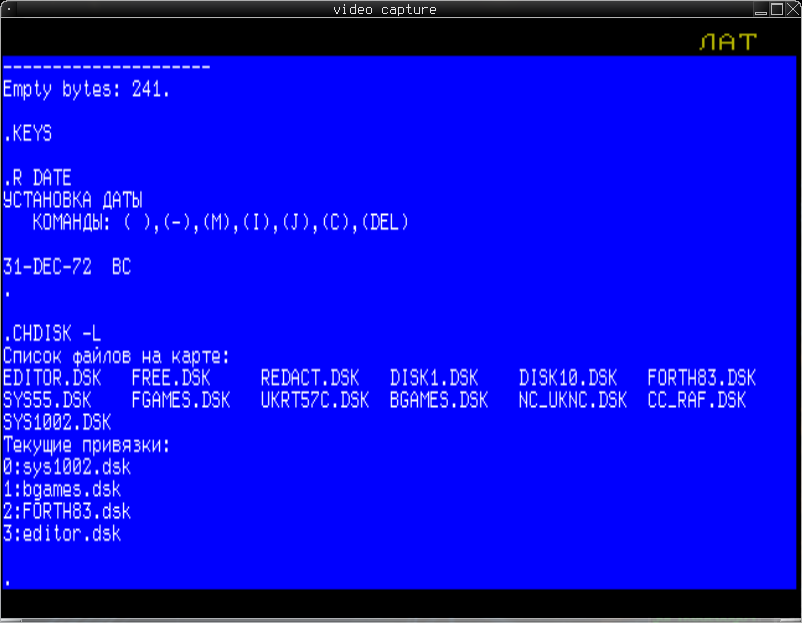 video capture
ЛАТ
---------------------
Empty bytes: 241.
.KEYS
.R DATE
УСТАНОВКА ДАТЫ
КОМАНДЫ: ( ),(-),(M),(I),(J),(C),(DEL)
31-DEC-72  ВС
.
.CHDISK -L
Список файлов на карте:
EDITOR.DSK   FREE.DSK     REDACT.DSK   DISK1.DSK    DISK10.DSK   FORTH83.DSK
SYS55.DSK    FGAMES.DSK   UKRT57C.DSK  BGAMES.DSK   NC_UKNC.DSK  CC_RAF.DSK
SYS1002.DSK
Текущие привязки:
0:sys1002.dsk
1:bgames.dsk
2:FORTH83.dsk
3:editor.dsk
.